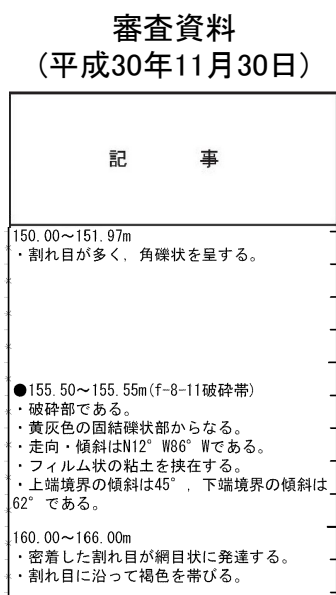 審査資料
(平成30年11月30日)
記 事
150.00～151.97m
・割れ目が多く，角礫状を呈する。
●155.50～155.55m(f-8-11破砕帯)
・破砕部である。
・黄灰色の固結礫状部からなる。
・走向・傾斜はN12°W86°Wである。
・フィルム状の粘土を挟在する。
・上端境界の傾斜は45°，下端境界の傾斜は
62°である。
160.00～166.00m
・密着した割れ目が網目状に発達する。
・割れ目に沿って褐色を帯びる。